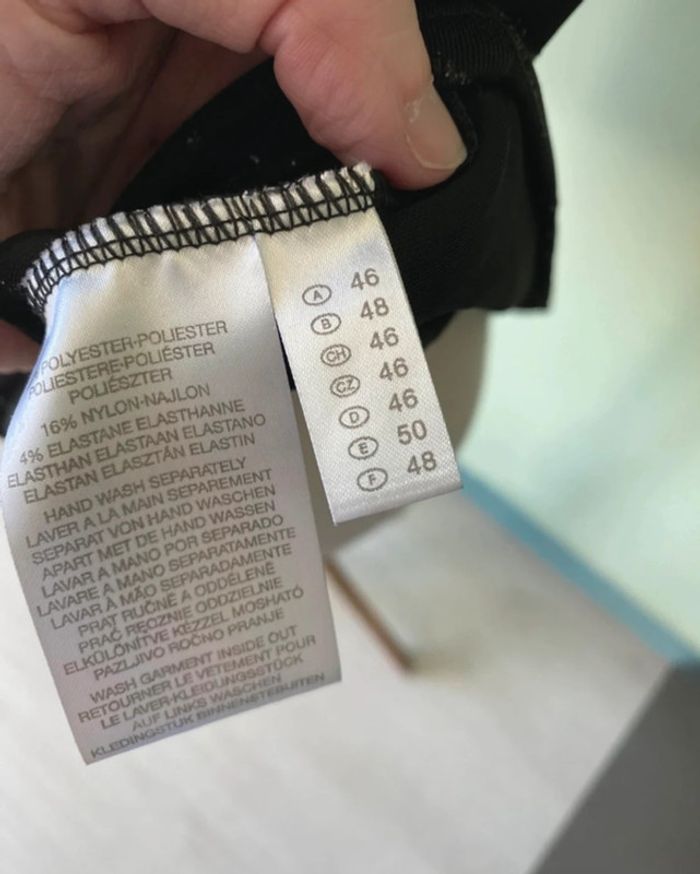 POLYESTER-POLIESTER
POLIESTERE-POLIÉSTER
POLIÉSZTER
16% NYLON-NAJLON
4% ELASTANE ELASTHANNE
ELASTHAN ELASTAAN ELASTANO
ELASTAN ELASZTÁN ELASTIN
HAND WASH SEPARATELY
LAVER A LA MAIN SEPAREMENT
SEPARAT VON HAND WASCHEN
APART MET DE HAND WASSEN
LAVAR A MANO POR SEPARADO
LAVARE A MANO SEPARATAMENTE
LAVAR À MÃO SEPARADAMENTE
PRAT RUČNĚ A ODDĚLENĚ
PRAĆ RĘCZNIE ODDZIELNIE
ELKÜLÖNÍTVE KÉZZEL MOSHATÓ
PAZLJIVO ROČNO PRANJE
WASH GARMENT INSIDE OUT
RETOURNER LE VETEMENT POUR
LE LAVER-KLEIDUNGSSTÜCK
AUF LINKS WASCHEN
KLEDINGSTUK BINNENSTEBUITEN
A 46
B 48
CH 46
CZ 46
D 46
E 50
F 48